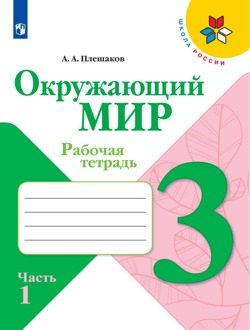 ШКОЛА РОССИИ
А. А. Плешаков
Окружающий
МИР
Рабочая
тетрадь
3
Часть
1